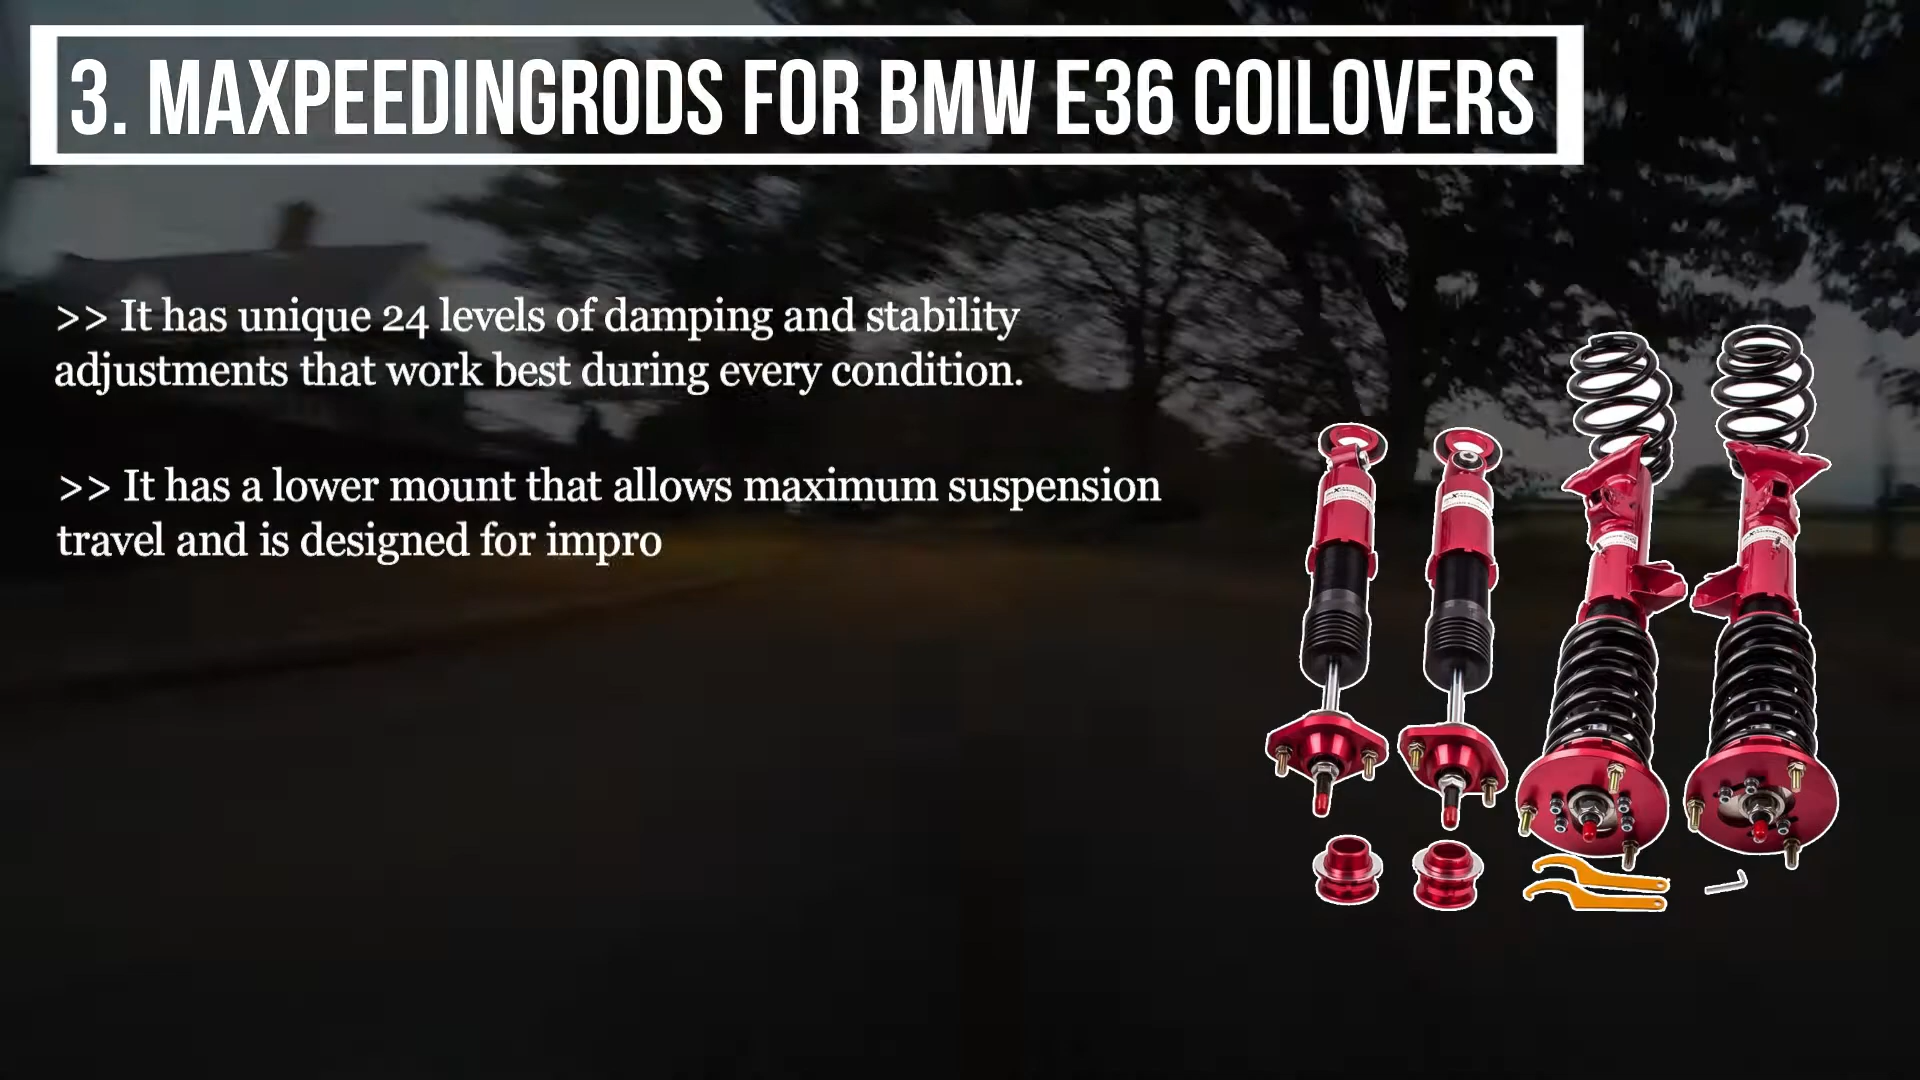 3. MAXPEEDINGRODS FOR BMW E36 COILOVERS
>> It has unique 24 levels of damping and stability
adjustments that work best during every condition.
>> It has a lower mount that allows maximum suspension
travel and is designed for impro